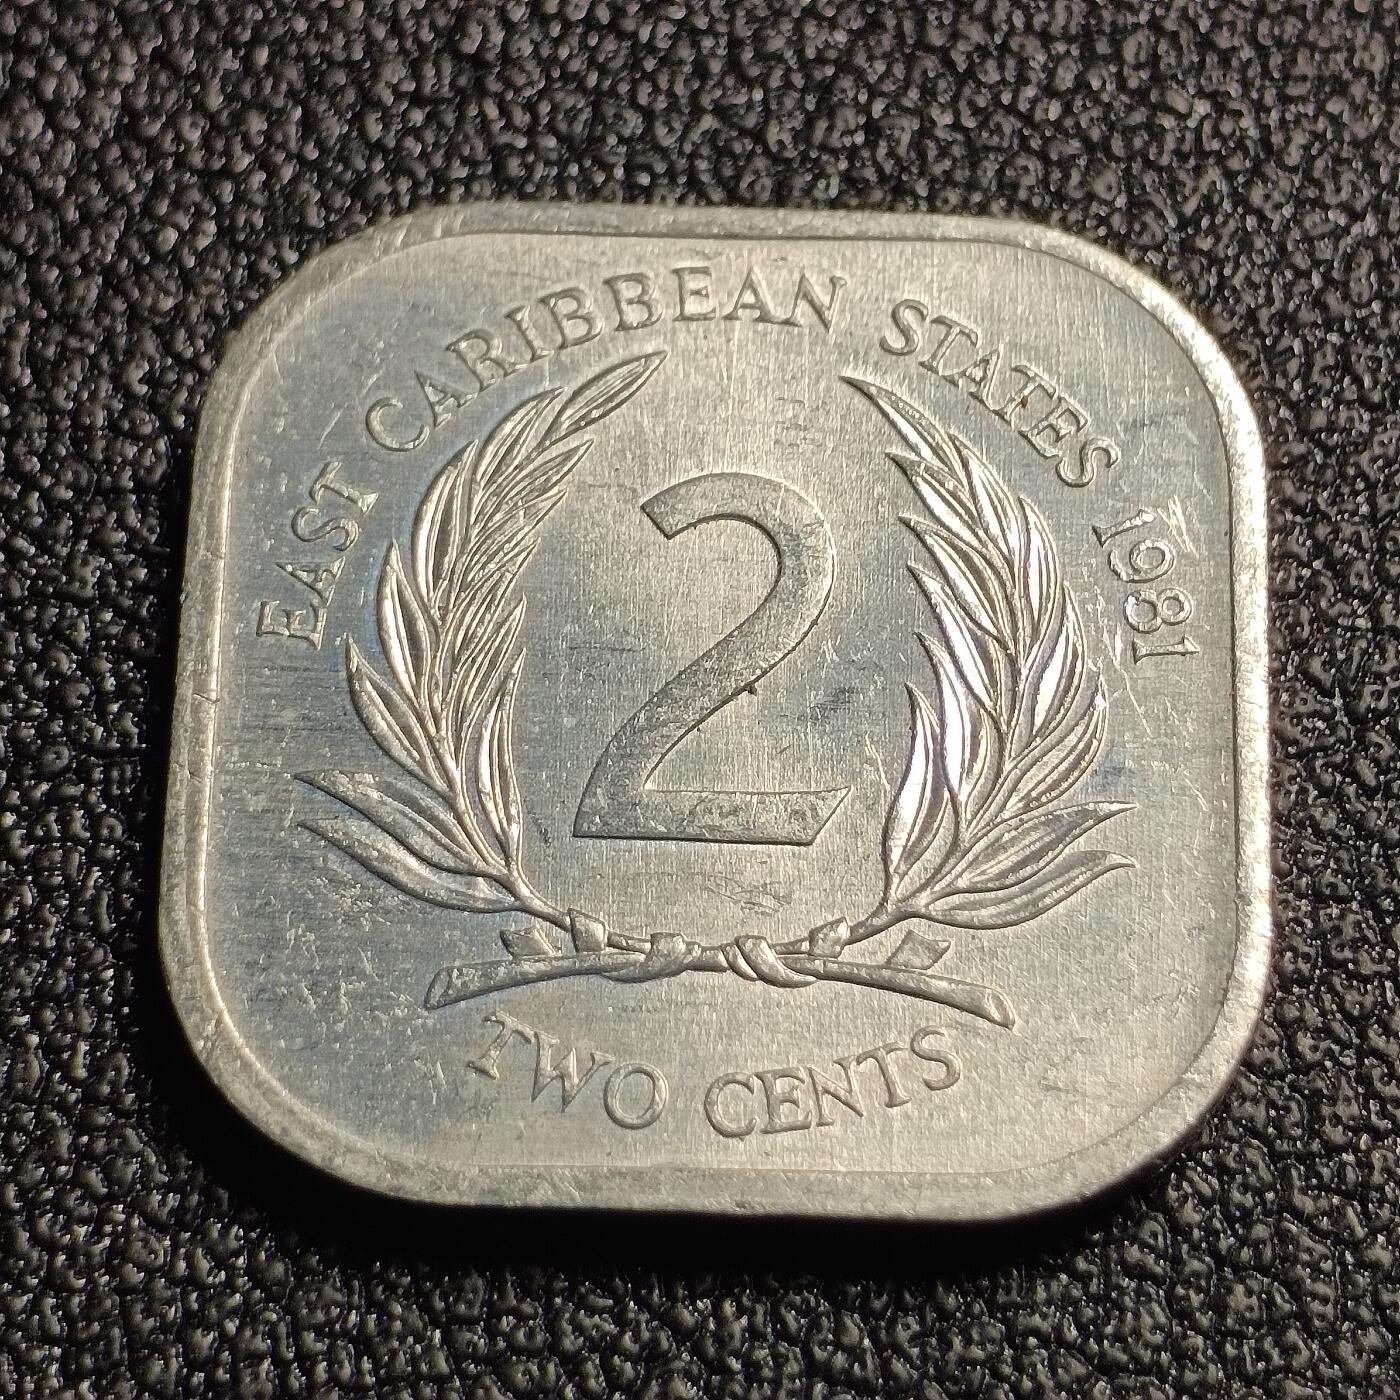 EAST CARIBBEAN STATES 1981
2
TWO CENTS